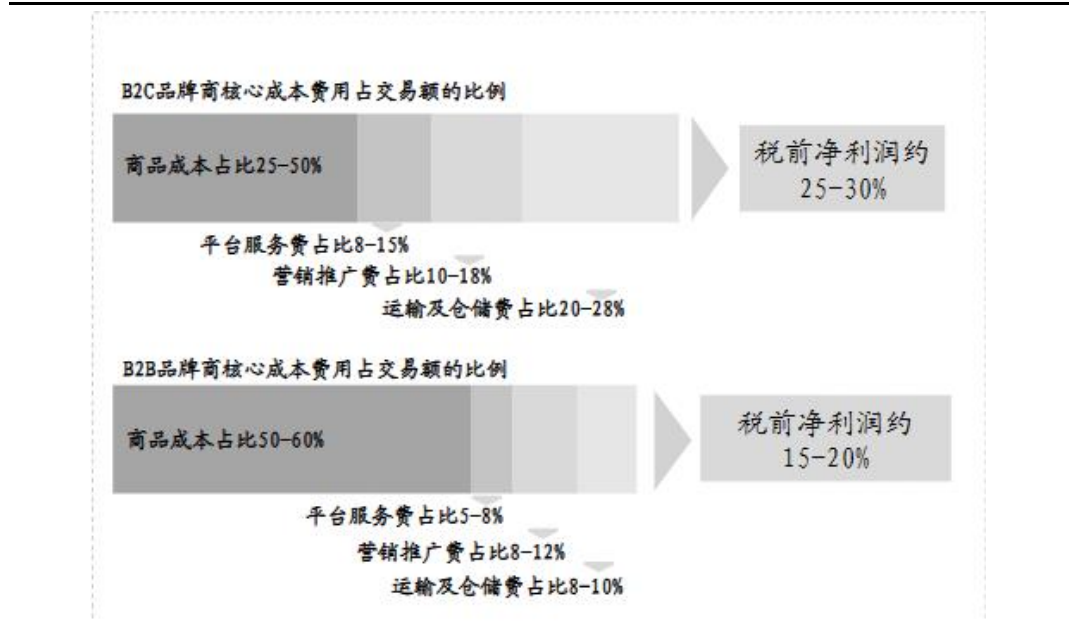 B2C品牌商核心成本费用占交易额的比例
商品成本占比25-50%
税前净利润约
25-30%
平台服务费占比8-15%
营销推广费占比10-18%
运输及仓储费占比20-28%
B2B品牌商核心成本费用占交易额的比例
商品成本占比50-60%
税前净利润约
15-20%
平台服务费占比5-8%
营销推广费占比8-12%
运输及仓储费占比8-10%